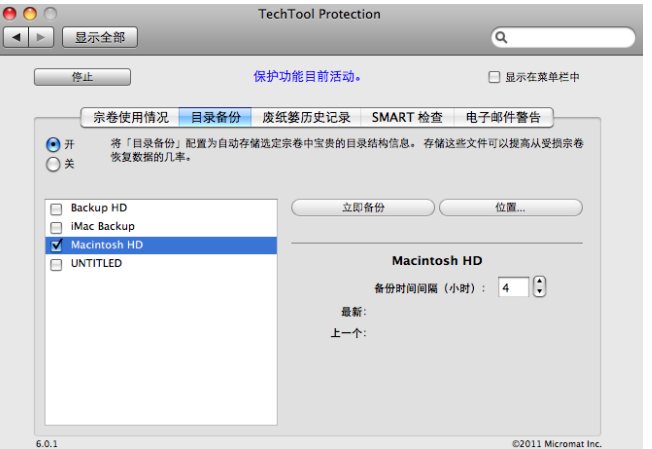 TechTool Protection
显示全部
停止
保护功能目前活动。
显示在菜单栏中
宗卷使用情况 目录备份 废纸篓历史记录 SMART 检查 电子邮件警告
开
关
将「目录备份」配置为自动存储选定宗卷中宝贵的目录结构信息。 存储这些文件可以提高从受损宗卷
恢复数据的几率。
Backup HD
iMac Backup
Macintosh HD
UNTITLED
立即备份
位置...
Macintosh HD
备份时间间隔（小时）: 4
最新:
上一个:
6.0.1
©2011 Micromat Inc.